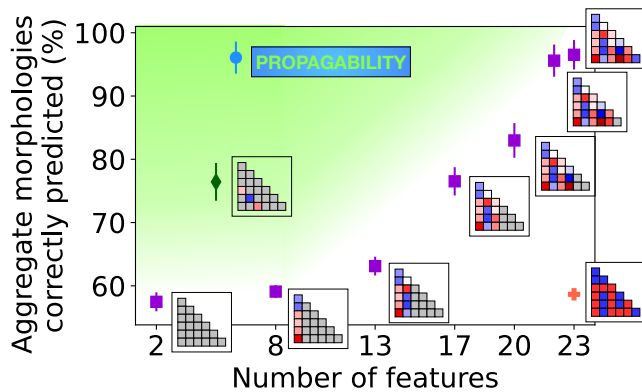 Aggregate morphologies
correctly predicted (%)
100
90
80
70
60
PROPAGABILITY
2
8
13
17
20
23
Number of features